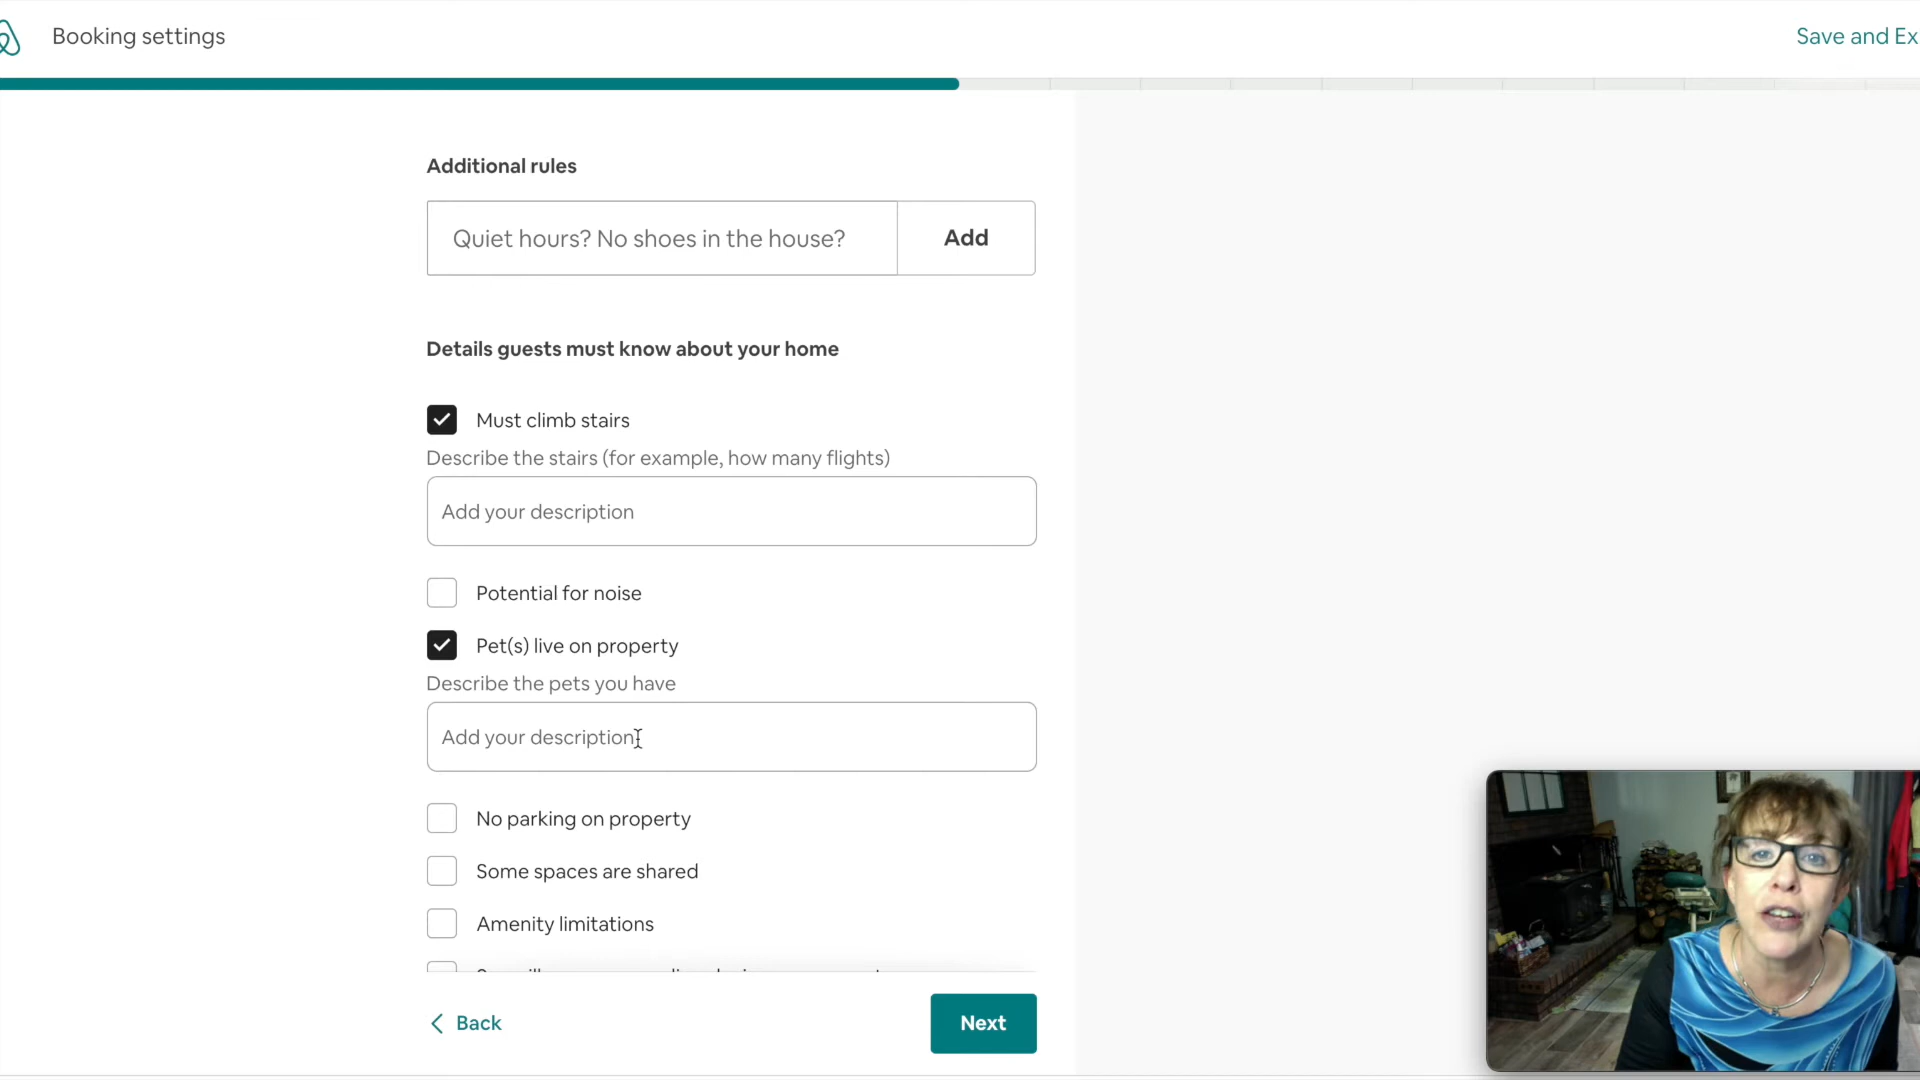 Booking settings
Save and Ex
Additional rules
Quiet hours? No shoes in the house?
Add
Details guests must know about your home
Must climb stairs
Describe the stairs (for example, how many flights)
Add your description
Potential for noise
Pet(s) live on property
Describe the pets you have
Add your description
No parking on property
Some spaces are shared
Amenity limitations
Back
Next